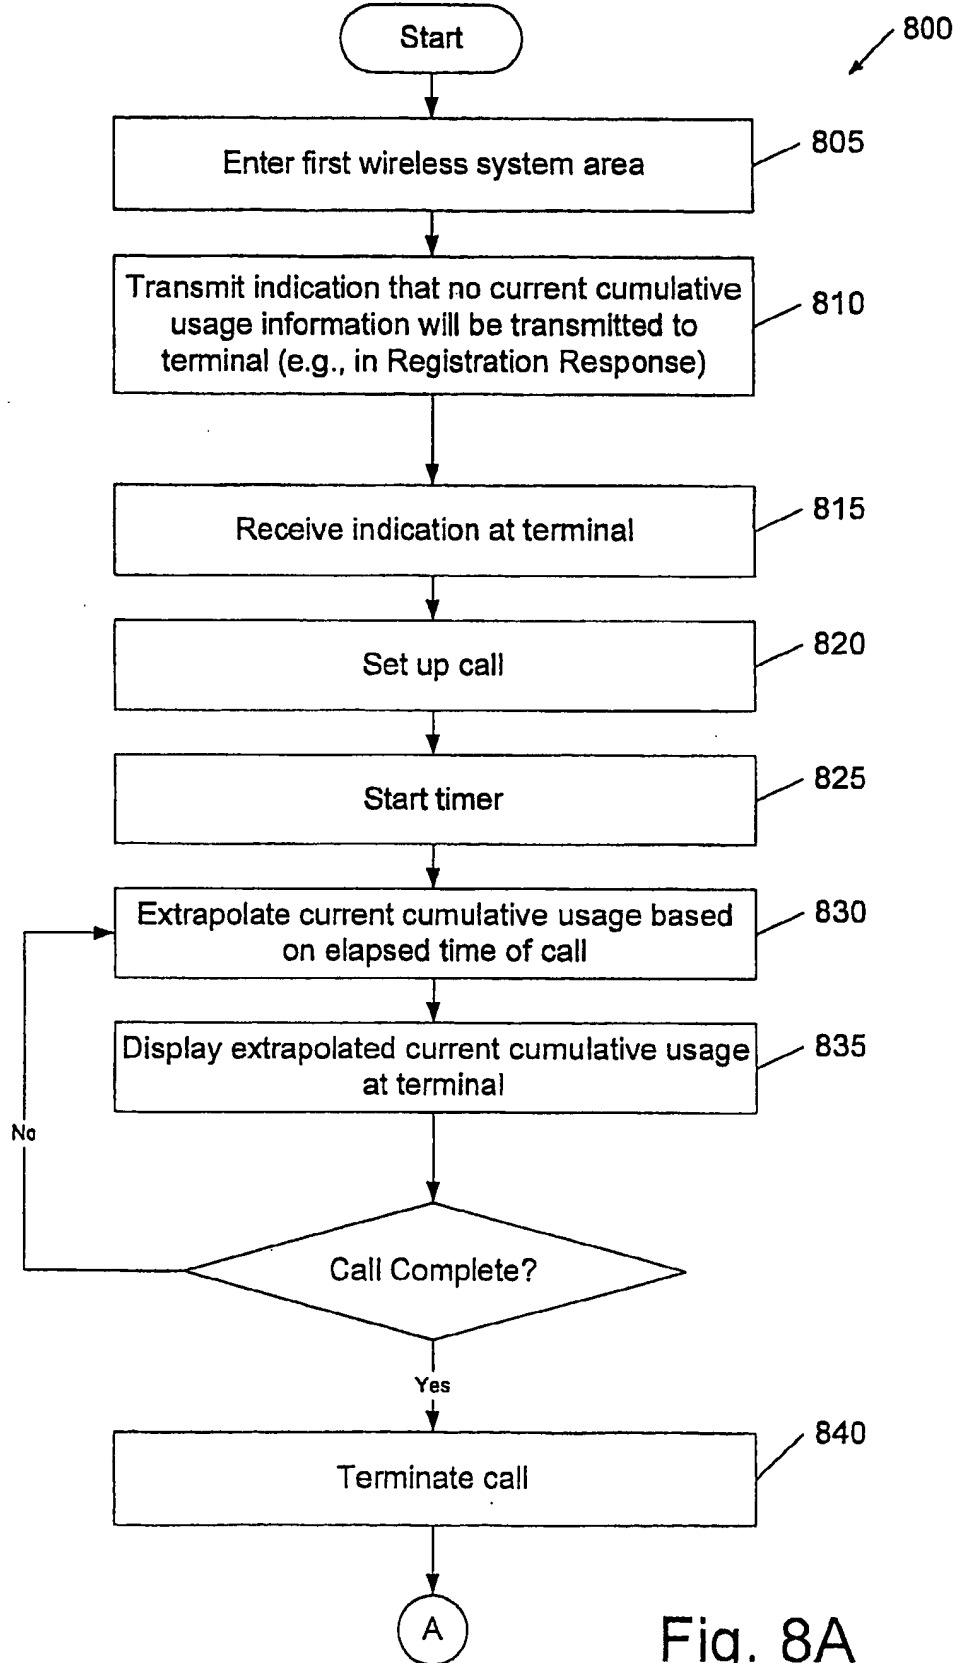 Start
800
Enter first wireless system area
805
Transmit indication that no current cumulative
usage information will be transmitted to
terminal (e.g., in Registration Response)
810
Receive indication at terminal
815
Set up call
820
Start timer
825
Extrapolate current cumulative usage based
on elapsed time of call
830
Display extrapolated current cumulative usage
at terminal
835
No
Call Complete?
Yes
Terminate call
840
A
Fig. 8A